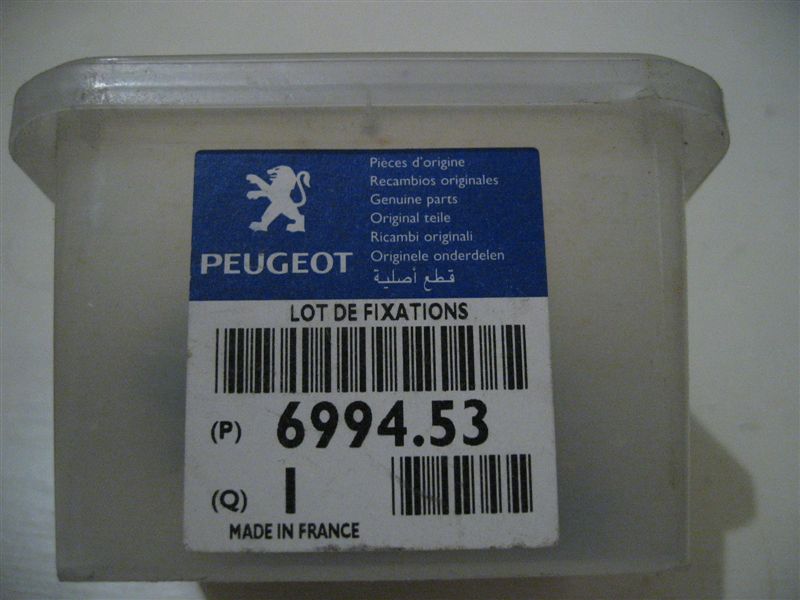 PEUGEOT
Pièces d'origine
Recambios originales
Genuine parts
Original teile
Ricambi originali
Originele onderdelen
قطع أصلية
LOT DE FIXATIONS
(P) 6994.53
(Q) 1
MADE IN FRANCE